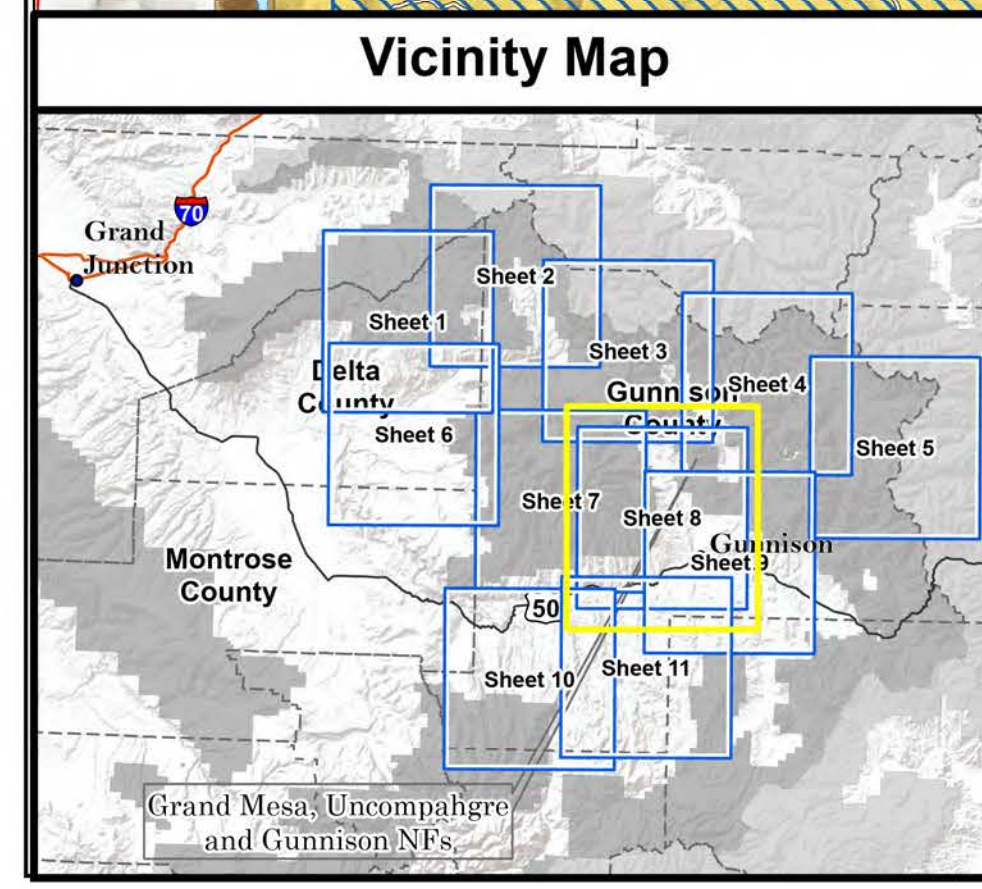 Vicinity Map
70
Grand
Junction
Sheet 2
Sheet 1
Sheet 3
Delta
County
Gunnison
County
Sheet 4
Sheet 6
Sheet 5
Sheet 7
Sheet 8
Gunnison
Sheet 9
Montrose
County
50
Sheet 11
Sheet 10
Grand Mesa, Uncompahgre
and Gunnison NFs